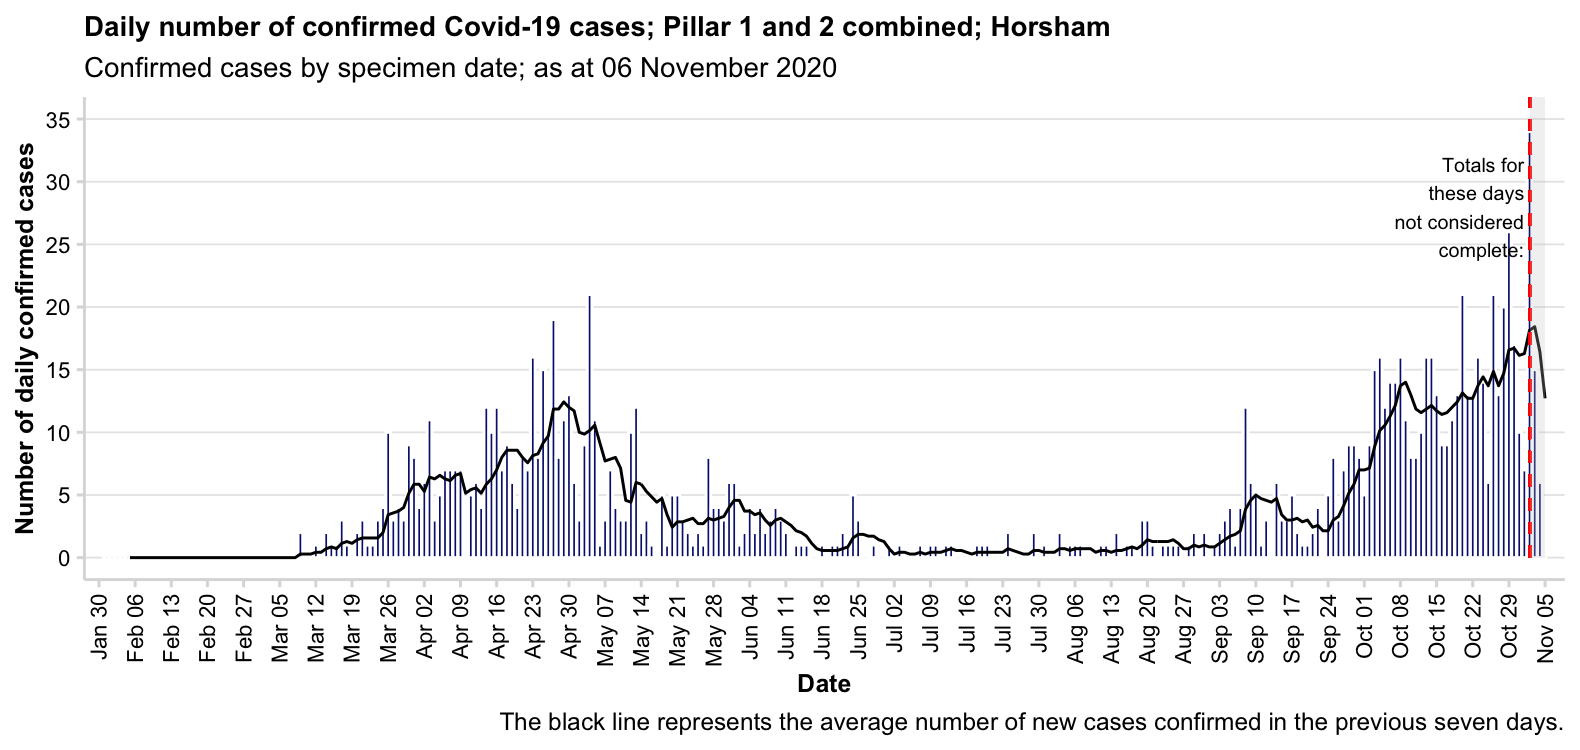 Daily number of confirmed Covid-19 cases; Pillar 1 and 2 combined; Horsham
Confirmed cases by specimen date; as at 06 November 2020
Number of daily confirmed cases
35
30
25
20
15
10
5
0
Totals for
these days
not considered
complete:
Jan 30
Feb 06
Feb 13
Feb 20
Feb 27
Mar 05
Mar 12
Mar 19
Mar 26
Apr 02
Apr 09
Apr 16
Apr 23
Apr 30
May 07
May 14
May 21
May 28
Jun 04
Jun 11
Jun 18
Jun 25
Jul 02
Jul 09
Jul 16
Jul 23
Jul 30
Aug 06
Aug 13
Aug 20
Aug 27
Sep 03
Sep 10
Sep 17
Sep 24
Oct 01
Oct 08
Oct 15
Oct 22
Oct 29
Nov 05
Date
The black line represents the average number of new cases confirmed in the previous seven days.